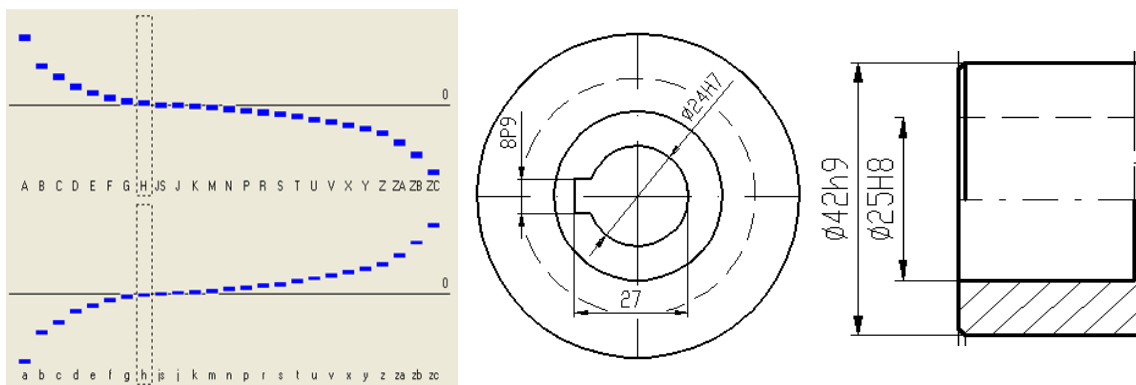 0
A B C D E F G H JS J K M N P R S T U V X Y Z ZA ZB ZC
0
a b c d e f g h js j k m n p r s t u v x y z za zb zc
8P9
Ø24H7
27
Ø42h9
Ø25H8